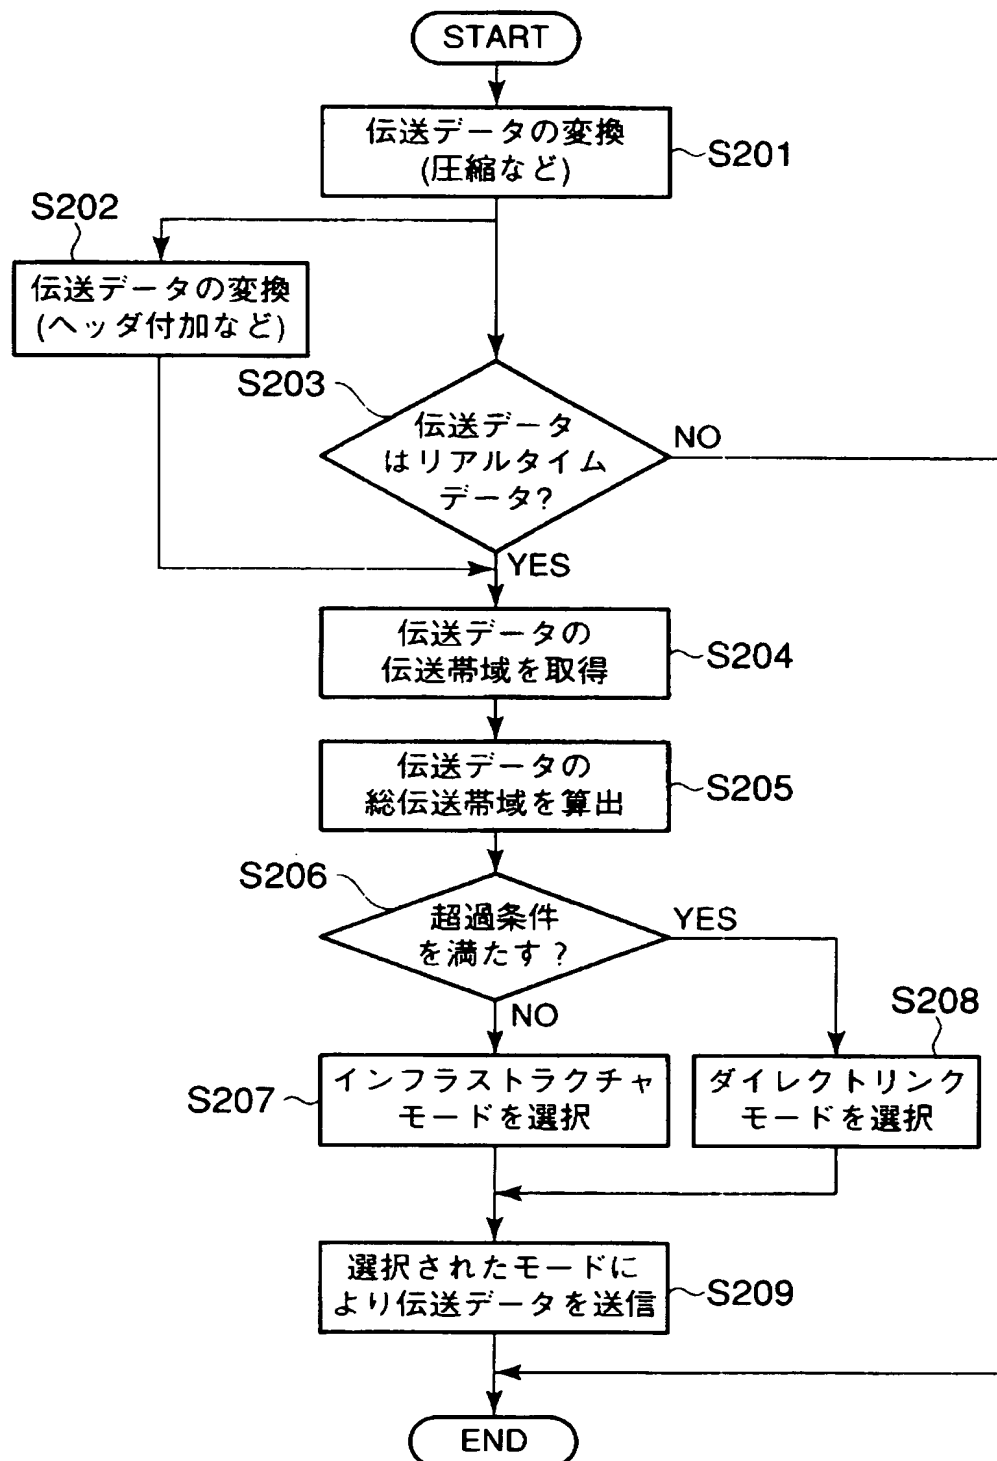 START
伝送データの変換
(圧縮など)
S201
S202
伝送データの変換
(ヘッダ付加など)
S203
伝送データ
はリアルタイム
データ?
NO
YES
伝送データの
伝送帯域を取得
S204
伝送データの
総伝送帯域を算出
S205
S206
超過条件
を満たす?
YES
NO
S207
インフラストラクチャ
モードを選択
S208
ダイレクトリンク
モードを選択
選択されたモードに
より伝送データを送信
S209
END